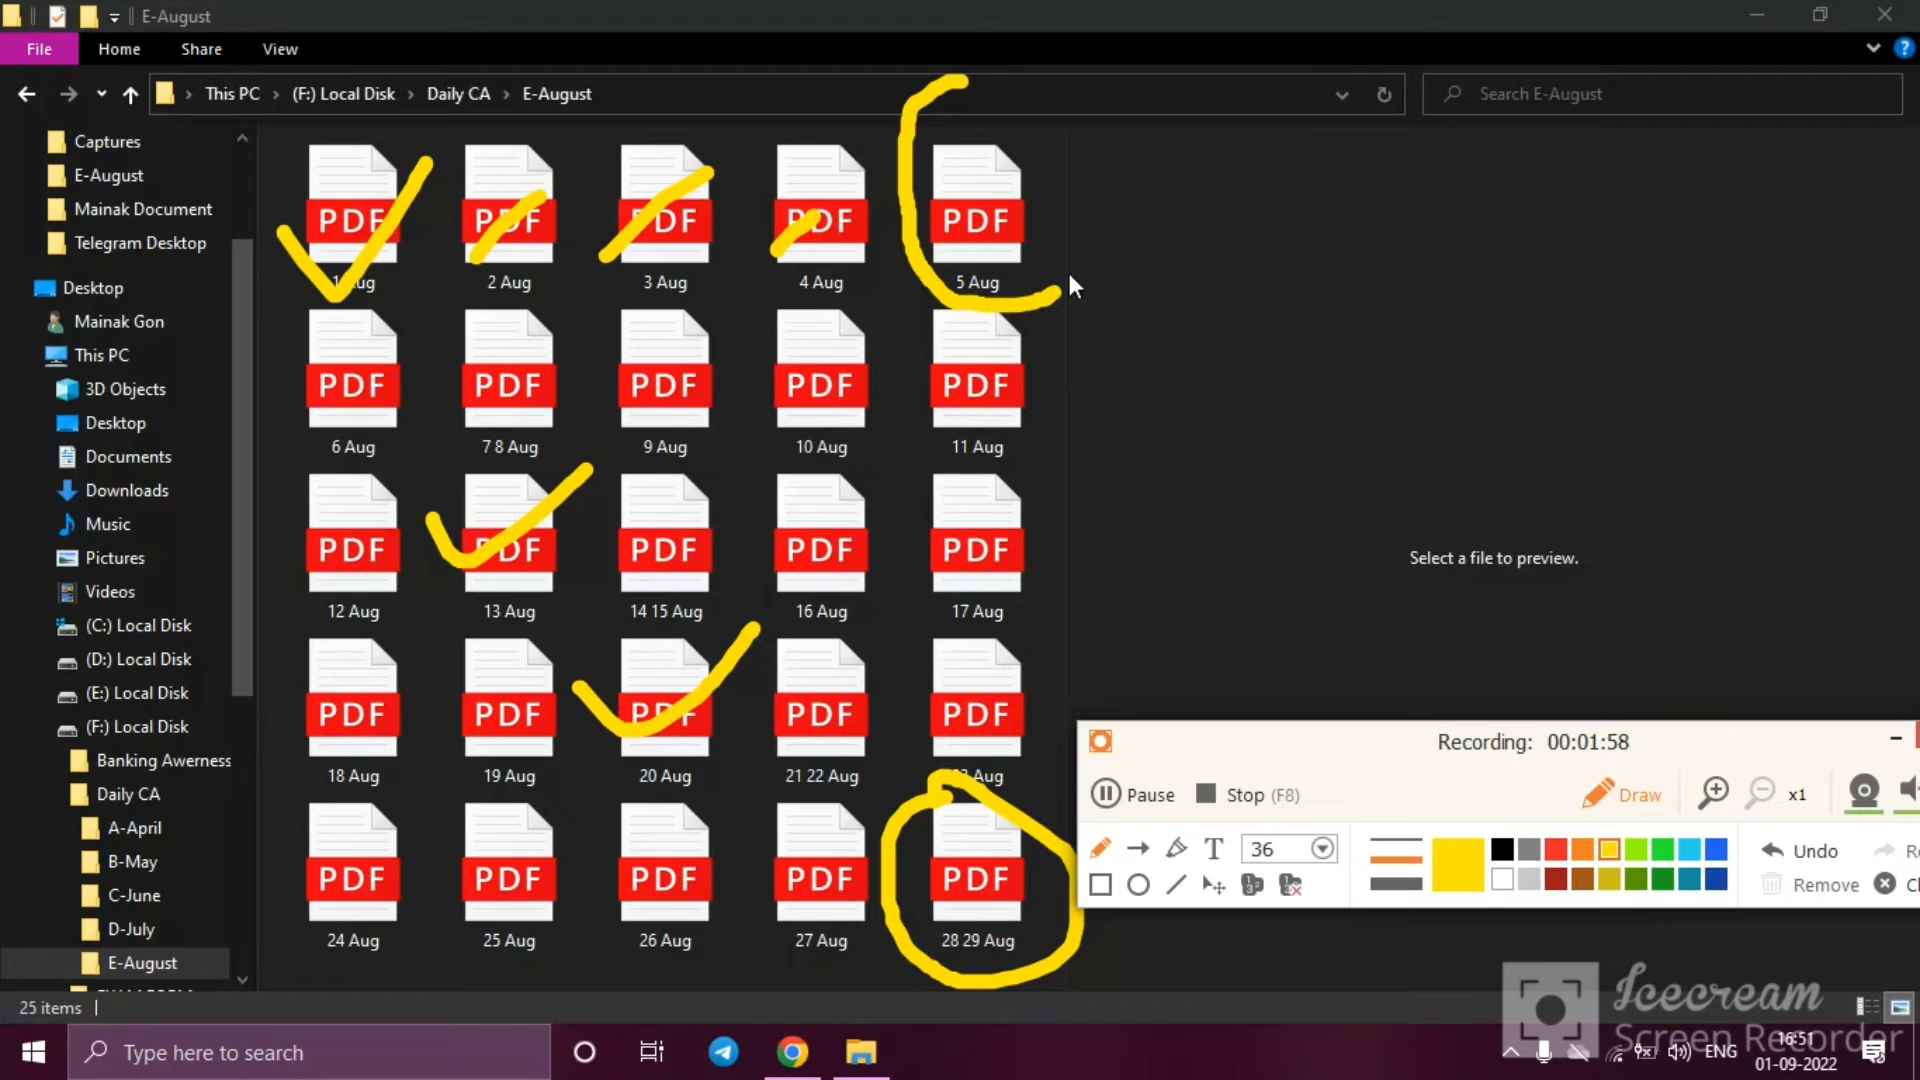 E-August
File Home Share View
This PC (F:) Local Disk Daily CA E-August
Search E-August
Captures
E-August
Mainak Document
Telegram Desktop
Desktop
Mainak Gon
This PC
3D Objects
Desktop
Documents
Downloads
Music
Pictures
Videos
(C:) Local Disk
(D:) Local Disk
(E:) Local Disk
(F:) Local Disk
Banking Awerness
Daily CA
A-April
B-May
C-June
D-July
E-August
PDF PDF PDF PDF PDF
Aug 2 Aug 3 Aug 4 Aug 5 Aug
PDF PDF PDF PDF PDF
6 Aug 7 8 Aug 9 Aug 10 Aug 11 Aug
PDF PDF PDF PDF PDF
12 Aug 13 Aug 14 15 Aug 16 Aug 17 Aug
PDF PDF PDF PDF PDF
18 Aug 19 Aug 20 Aug 21 22 Aug Aug
PDF PDF PDF PDF PDF
24 Aug 25 Aug 26 Aug 27 Aug 28 29 Aug
Select a file to preview.
Recording: 00:01:58
Pause Stop (F8) Draw x1
T 36 Undo
Remove
25 items
Icecream
Screen Recorder
Type here to search
ENG
16:51
01-09-2022